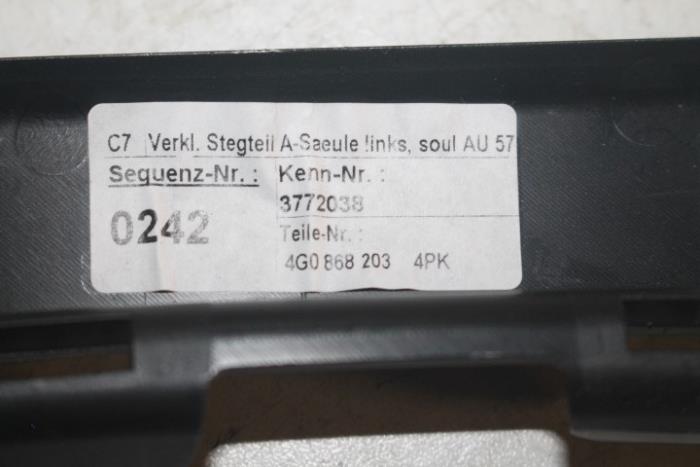 C7 Verkl. Stegteil A-Saeule links, soul AU 57
Sequenz-Nr. : Kenn-Nr. :
0242 3772038
Teile-Nr. :
4G0 868 203 4PK